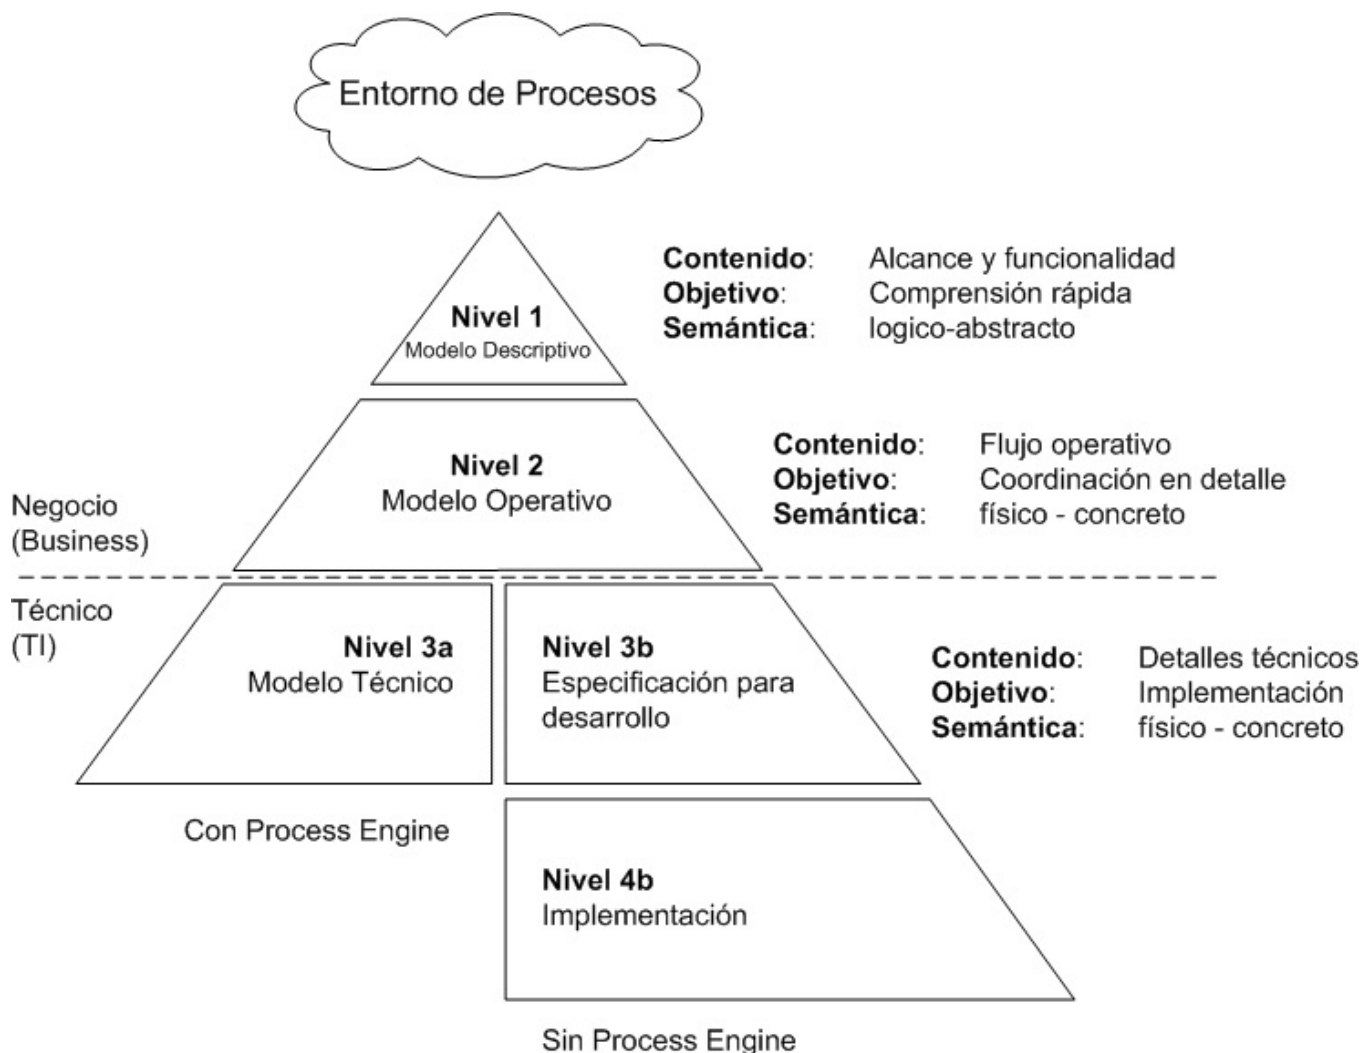 Entorno de Procesos
Nivel 1
Modelo Descriptivo
Contenido: Alcance y funcionalidad
Objetivo: Comprensión rápida
Semántica: logico-abstracto
Nivel 2
Modelo Operativo
Contenido: Flujo operativo
Objetivo: Coordinación en detalle
Semántica: físico - concreto
Negocio
(Business)
Técnico
(TI)
Nivel 3a
Modelo Técnico
Nivel 3b
Especificación para
desarrollo
Contenido: Detalles técnicos
Objetivo: Implementación
Semántica: físico - concreto
Con Process Engine
Nivel 4b
Implementación
Sin Process Engine